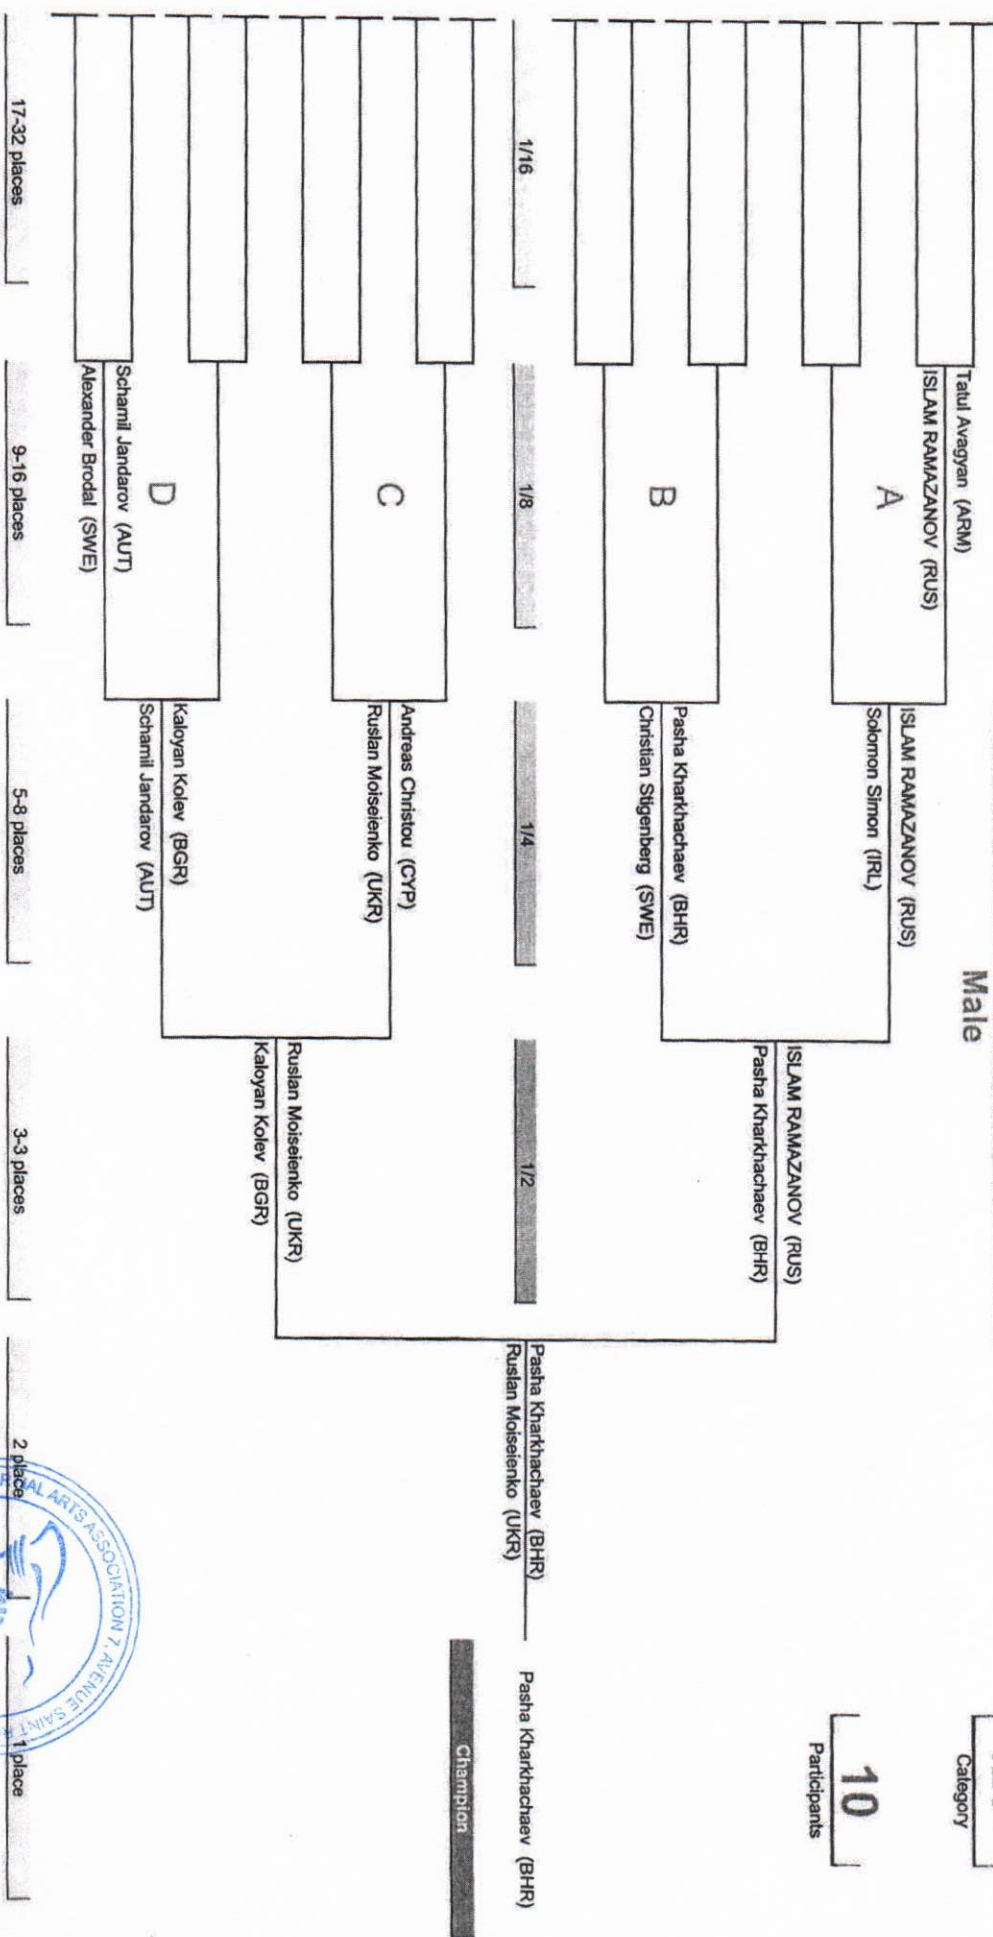 Male
Category
10
Participants
Tatul Avagyan (ARM)
ISLAM RAMAZANOV (RUS)
A
ISLAM RAMAZANOV (RUS)
Solomon Simon (IRL)
ISLAM RAMAZANOV (RUS)
Pasha Kharkhachaev (BHR)
B
Pasha Kharkhachaev (BHR)
Christian Stigenberg (SWE)
1/16
1/8
1/4
1/2
Pasha Kharkhachaev (BHR)
Ruslan Moiseienko (UKR)
Pasha Kharkhachaev (BHR)
Champion
C
Andreas Christou (CYP)
Ruslan Moiseienko (UKR)
Ruslan Moiseienko (UKR)
Kaloyan Kolev (BGR)
D
Kaloyan Kolev (BGR)
Schamil Jandarov (AUT)
Schamil Jandarov (AUT)
Alexander Brodal (SWE)
17-32 places
9-16 places
5-8 places
3-3 places
2 place
1 place
ARTS ASSOCIATION 7, AVENUE SAINT